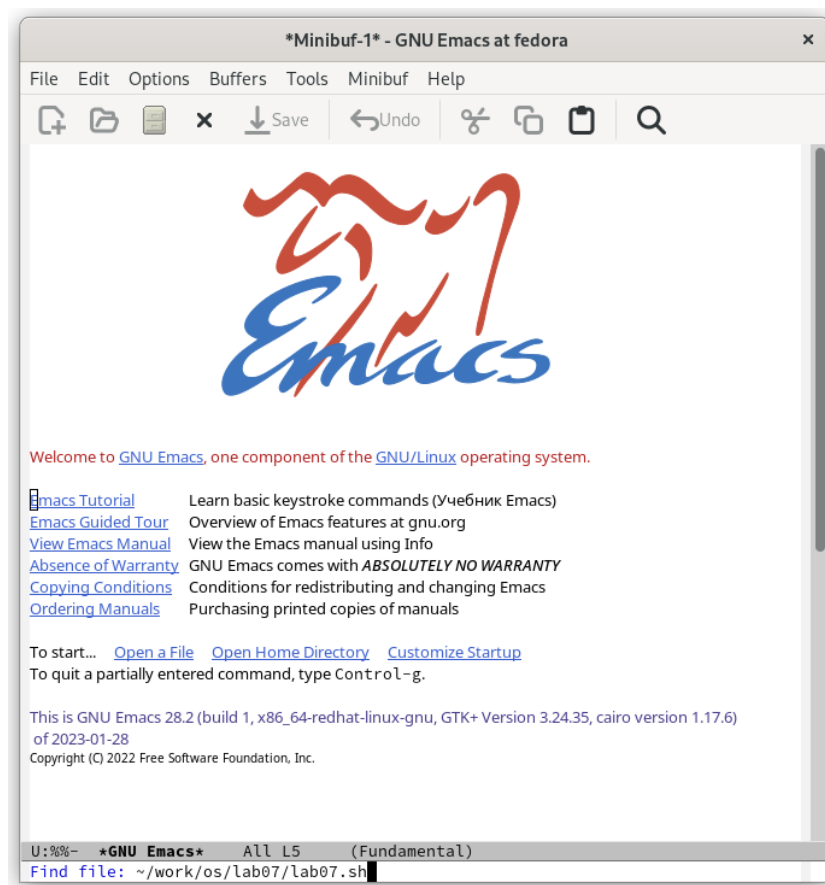 *Minibuf-1* - GNU Emacs at fedora ×
File Edit Options Buffers Tools Minibuf Help
Save Undo
Emacs
Welcome to GNU Emacs, one component of the GNU/Linux operating system.
Emacs Tutorial Learn basic keystroke commands (Учебник Emacs)
Emacs Guided Tour Overview of Emacs features at gnu.org
View Emacs Manual View the Emacs manual using Info
Absence of Warranty GNU Emacs comes with ABSOLUTELY NO WARRANTY
Copying Conditions Conditions for redistributing and changing Emacs
Ordering Manuals Purchasing printed copies of manuals
To start... Open a File Open Home Directory Customize Startup
To quit a partially entered command, type Control-g.
This is GNU Emacs 28.2 (build 1, x86_64-redhat-linux-gnu, GTK+ Version 3.24.35, cairo version 1.17.6)
of 2023-01-28
Copyright (C) 2022 Free Software Foundation, Inc.
U:%%- *GNU Emacs* All L5 (Fundamental)
Find file: ~/work/os/lab07/lab07.sh